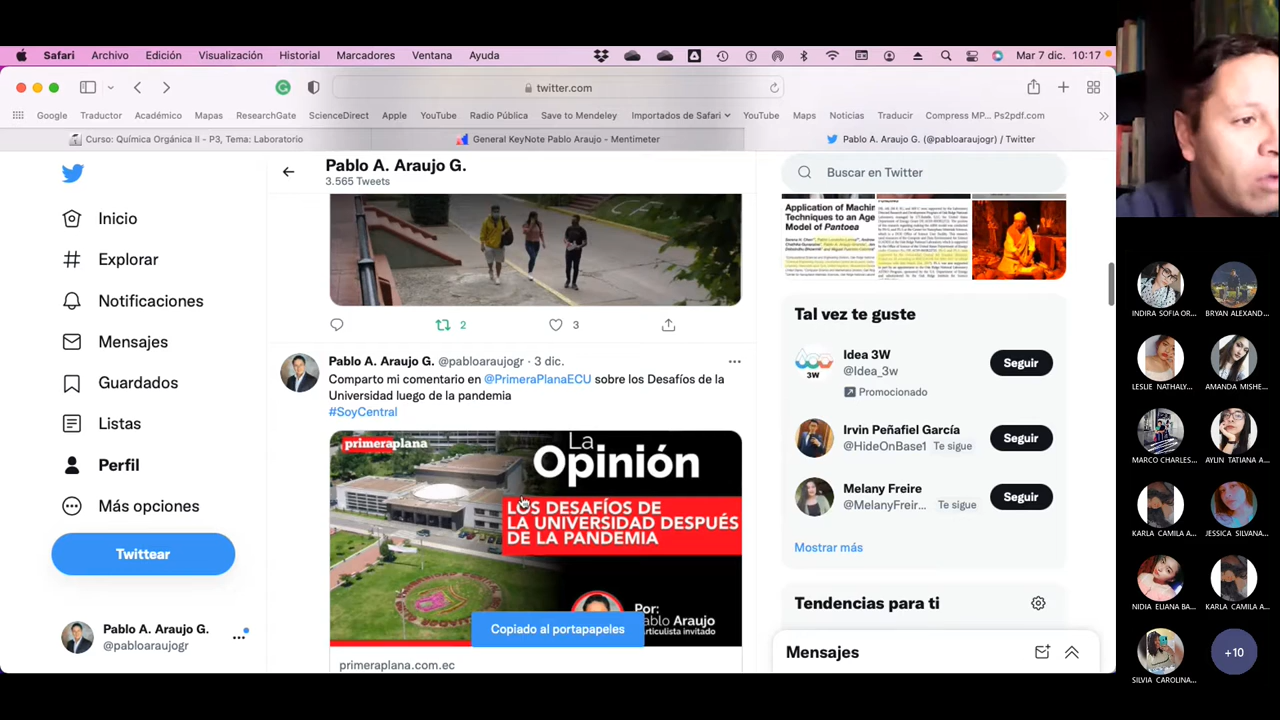 Safari Archivo Edición Visualización Historial Marcadores Ventana Ayuda Mar 7 dic. 10:17
twitter.com
Google Traductor Académico Mapas ResearchGate ScienceDirect Apple YouTube Radio Pública Save to Mendeley Importados de Safari YouTube Maps Noticias Traducir Compress MP... Ps2pdf.com
Curso: Química Orgánica II - P3, Tema: Laboratorio
General KeyNote Pablo Araujo - Mentimeter
Pablo A. Araujo G. (@pabloaraujogr) / Twitter
Inicio
Explorar
Notificaciones
Mensajes
Guardados
Listas
Perfil
Más opciones
Twittear
Pablo A. Araujo G.
@pabloaraujogr
Pablo A. Araujo G.
3.565 Tweets
2 3
Pablo A. Araujo G. @pabloaraujogr · 3 dic.
Comparto mi comentario en @PrimeraPlanaECU sobre los Desafíos de la
Universidad luego de la pandemia
#SoyCentral
primeraplana
La
Opinión
LOS DESAFÍOS DE
LA UNIVERSIDAD DESPUÉS
DE LA PANDEMIA
Por:
Araujo
articulista invitado
Copiado al portapapeles
primeraplana.com.ec
Buscar en Twitter
Application of Machin
Techniques to an Age
Model of Pantoea
Tal vez te guste
Idea 3W
@Idea_3w
Promocionado
Seguir
3W
Irvin Peñafiel García
@HideOnBase1 Te sigue
Seguir
Melany Freire
@MelanyFreir... Te sigue
Seguir
Mostrar más
Tendencias para ti
Mensajes
INDIRA SOFIA OR...
BRYAN ALEXAND...
LESLIE NATHALY...
AMANDA MISHE...
MARCO CHARLES...
AYLIN TATIANA A...
KARLA CAMILA A...
JESSICA SILVANA...
NIDIA ELIANA BA...
KARLA CAMILA A...
SILVIA CAROLINA...
+10